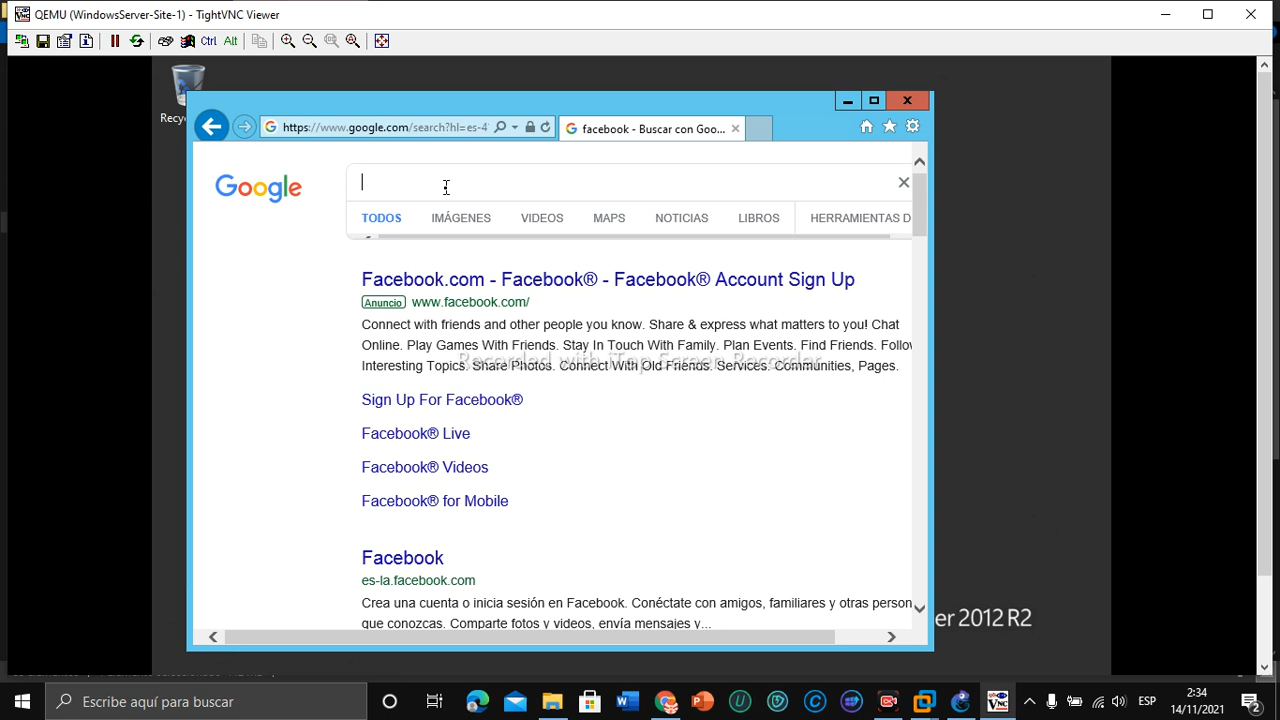 QEMU (WindowsServer-Site-1) - TightVNC Viewer
Ctrl Alt
https://www.google.com/search?hl=es-4
facebook - Buscar con Goo...
Google
TODOS IMÁGENES VIDEOS MAPS NOTICIAS LIBROS HERRAMIENTAS D
Facebook.com - Facebook® - Facebook® Account Sign Up
Anuncio www.facebook.com/
Connect with friends and other people you know. Share & express what matters to you! Chat
Online. Play Games With Friends. Stay In Touch With Family. Plan Events. Find Friends. Follow
Recorded with iTop Screen Recorder
Interesting Topics. Share Photos. Connect With Old Friends. Services: Communities, Pages.
Sign Up For Facebook®
Facebook® Live
Facebook® Videos
Facebook® for Mobile
Facebook
es-la.facebook.com
Crea una cuenta o inicia sesión en Facebook. Conéctate con amigos, familiares y otras person
que conozcas. Comparte fotos y videos, envía mensajes y...
er 2012 R2
Escribe aquí para buscar
ESP
2:34
14/11/2021
2